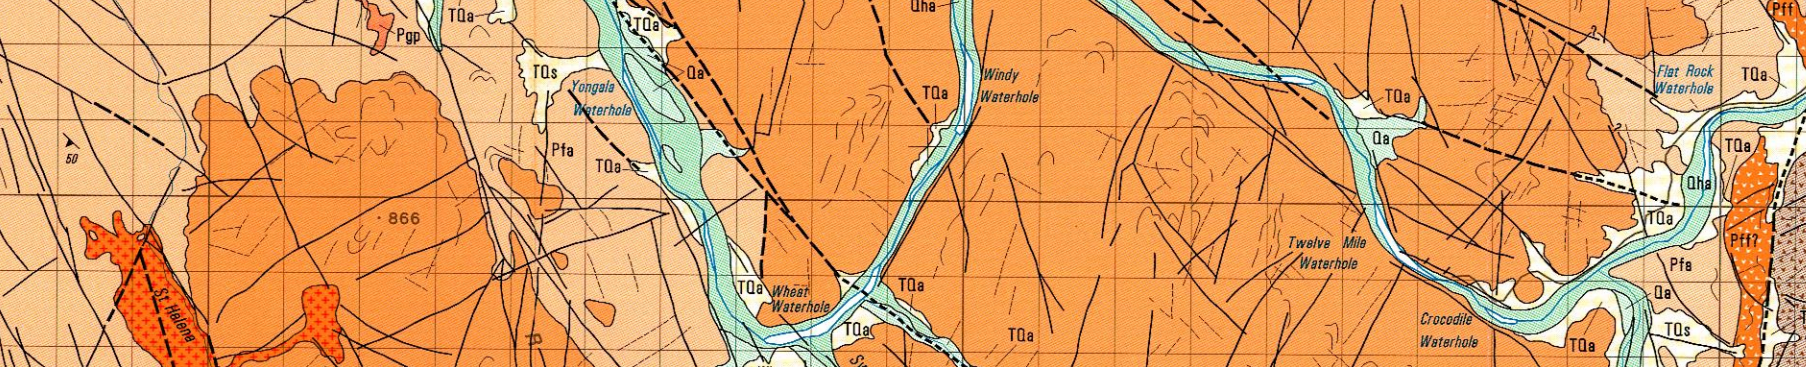 TQa
Pgp
TQa
Qha
Pff
TQs
Qa
Yongala
Waterhole
Windy
Waterhole
TQa
TQa
Flat Rock
Waterhole
TQa
50
Pfa
TQa
Qa
TQa
?
?
866
Qha
TQa
Twelve Mile
Waterhole
Pff?
Pfa
St Helena
TQa
Wheat
Waterhole
TQa
Qa
TQa
TQa
Crocodile
Waterhole
TQs
TQa
R